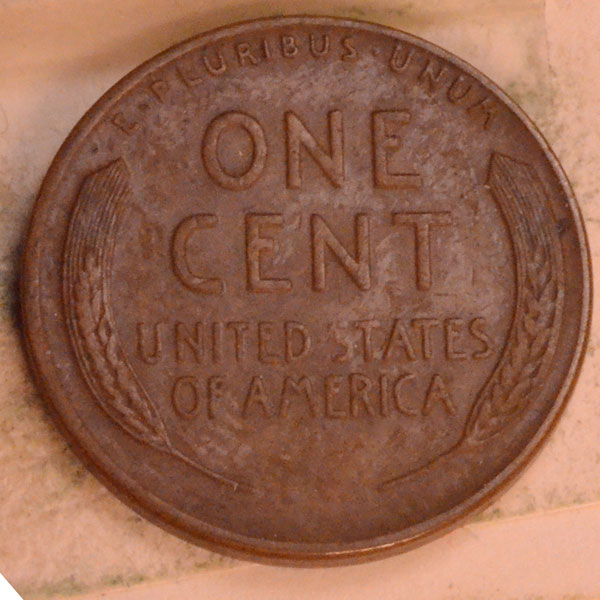 E · PLURIBUS · UNUM
ONE
CENT
UNITED STATES
OF AMERICA